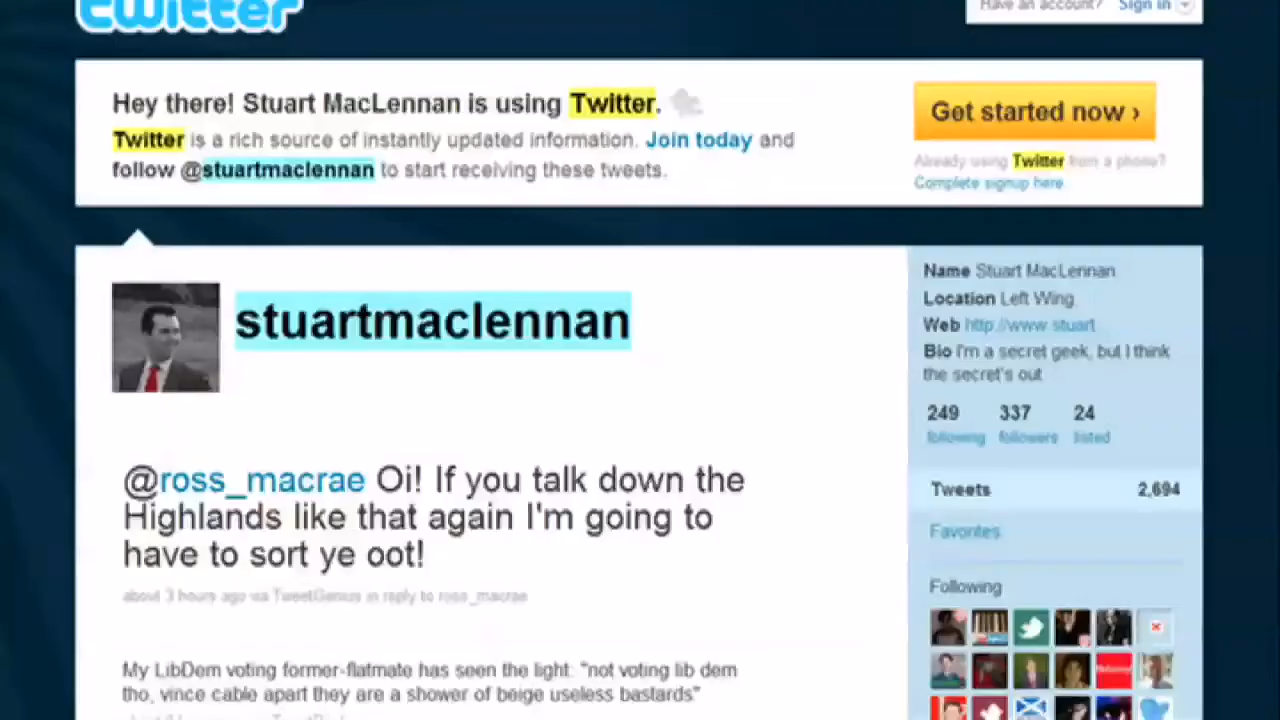 twitter
Have an account? Sign in
Hey there! Stuart MacLennan is using Twitter.
Twitter is a rich source of instantly updated information. Join today and
follow @stuartmaclennan to start receiving these tweets.
Get started now ›
Already using Twitter from a phone?
Complete signup here.
stuartmaclennan
@ross_macrae Oi! If you talk down the
Highlands like that again I'm going to
have to sort ye oot!
about 3 hours ago via TweetGenius in reply to ross_macrae
My LibDem voting former-flatmate has seen the light. "not voting lib dem
tho, vince cable apart they are a shower of beige useless bastards"
Name Stuart MacLennan
Location Left Wing
Web http://www.stuart
Bio I'm a secret geek, but I think
the secret's out
249 337 24
following followers listed
Tweets 2,694
Favorites
Following